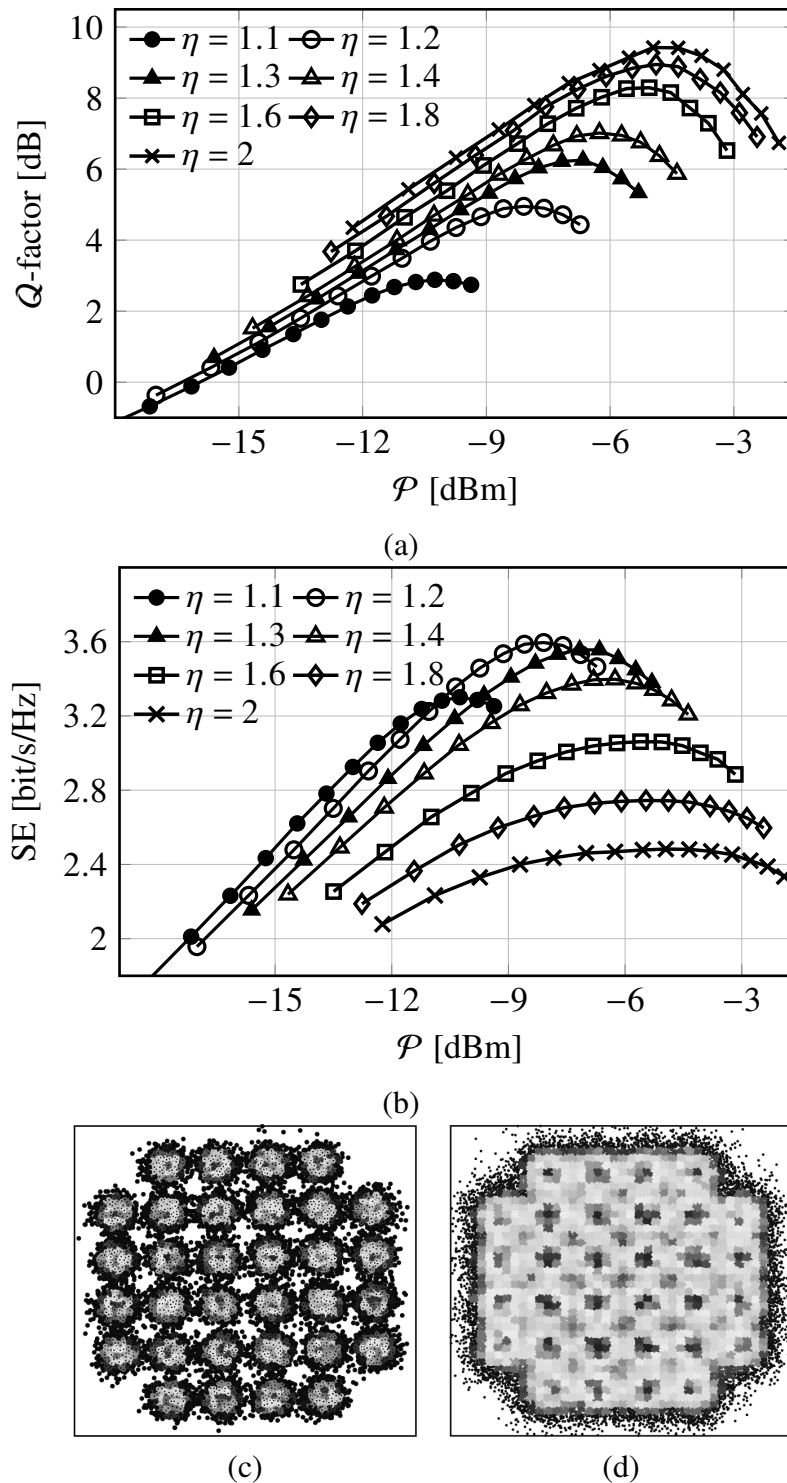 10
8
6
4
2
0
Q-factor [dB]
η = 1.1 η = 1.2
η = 1.3 η = 1.4
η = 1.6 η = 1.8
η = 2
−15 −12 −9 −6 −3
𝒫 [dBm]
(a)
3.6
3.2
2.8
2.4
2
SE [bit/s/Hz]
η = 1.1 η = 1.2
η = 1.3 η = 1.4
η = 1.6 η = 1.8
η = 2
−15 −12 −9 −6 −3
𝒫 [dBm]
(b)
(c) (d)